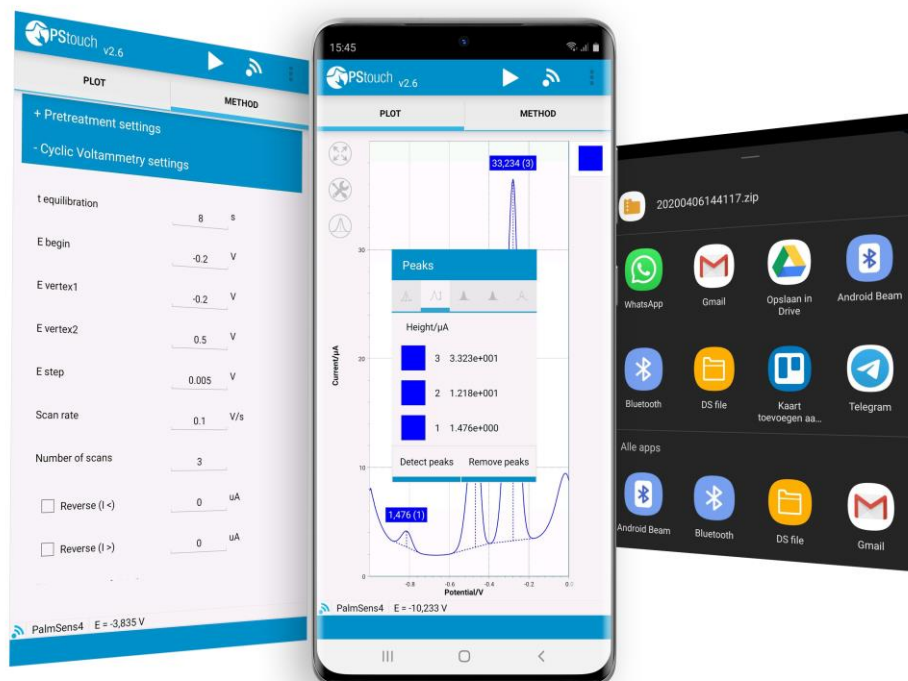 PStouch v2.6
PLOT
METHOD
+ Pretreatment settings
- Cyclic Voltammetry settings
t equilibration 8 s
E begin -0.2 V
E vertex1 -0.2 V
E vertex2 0.5 V
E step 0.005 V
Scan rate 0.1 V/s
Number of scans 3
Reverse (I <) 0 uA
Reverse (I >) 0 uA
PalmSens4 E = -3,835 V
15:45
PStouch v2.6
PLOT METHOD
33,234 (3)
30
20
10
0
Current/µA
Peaks
Height/µA
3 3.323e+001
2 1.218e+001
1 1.476e+000
Detect peaks Remove peaks
1,476 (1)
-0.8 -0.6 -0.4 -0.2
Potential/V
PalmSens4 E = -10,233 V
20200406144117.zip
WhatsApp
Gmail
Opslaan in
Drive
Android Beam
Bluetooth
DS file
Kaart
toevoegen aa...
Telegram
Alle apps
Android Beam
Bluetooth
DS file
Gmail